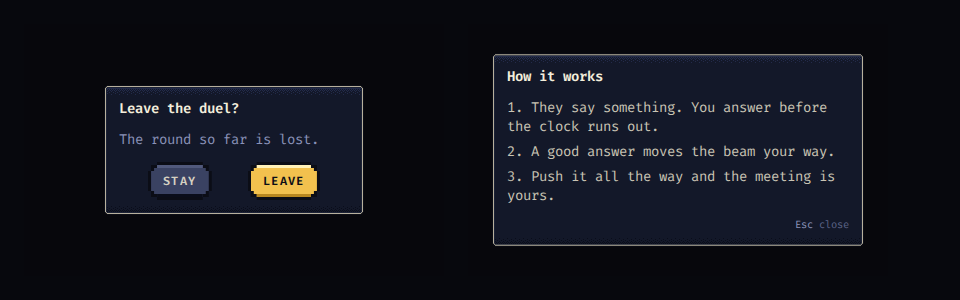 Leave the duel?
The round so far is lost.
STAY
LEAVE
How it works
1. They say something. You answer before
the clock runs out.
2. A good answer moves the beam your way.
3. Push it all the way and the meeting is
yours.
Esc close